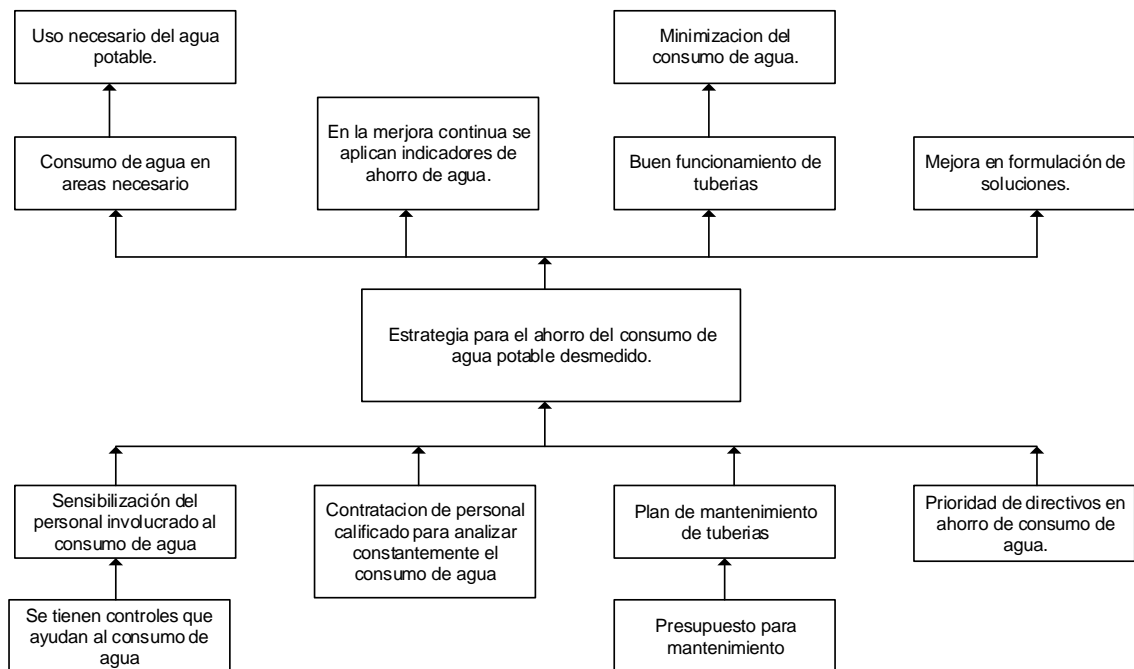 Uso necesario del agua
potable.
Minimizacion del
consumo de agua.
Consumo de agua en
areas necesario
En la merjora continua se
aplican indicadores de
ahorro de agua.
Buen funcionamiento de
tuberias
Mejora en formulación de
soluciones.
Estrategia para el ahorro del consumo de
agua potable desmedido.
Sensibilización del
personal involucrado al
consumo de agua
Contratacion de personal
calificado para analizar
constantemente el
consumo de agua
Plan de mantenimiento
de tuberias
Prioridad de directivos en
ahorro de consumo de
agua.
Se tienen controles que
ayudan al consumo de
agua
Presupuesto para
mantenimiento